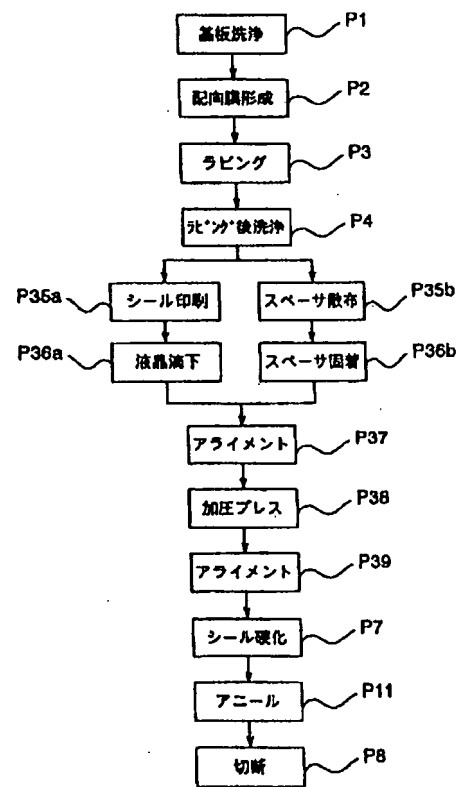 基板洗浄 P1
配向膜形成 P2
ラビング P3
ﾗﾋﾞﾝｸﾞ後洗浄 P4
P35a シール印刷 スペーサ散布 P35b
P36a 液晶滴下 スペーサ固着 P36b
アライメント P37
加圧プレス P38
アライメント P39
シール硬化 P7
アニール P11
切断 P8